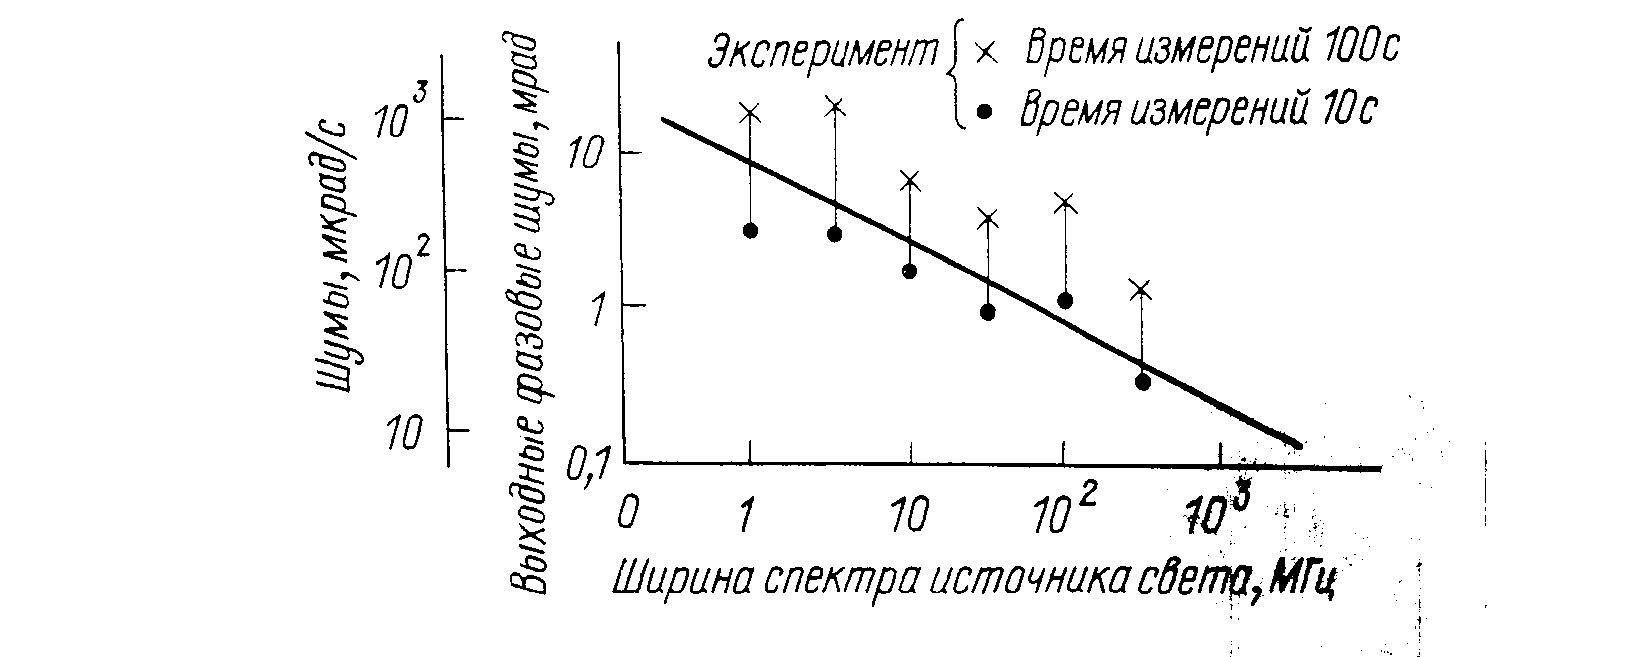 Эксперимент
× Время измерений 100с
• Время измерений 10с
Шумы, мкрад/с
10³
10²
10
Выходные фазовые шумы, мрад
10
1
0,1
0 1 10 10² 10³
Ширина спектра источника света, МГц